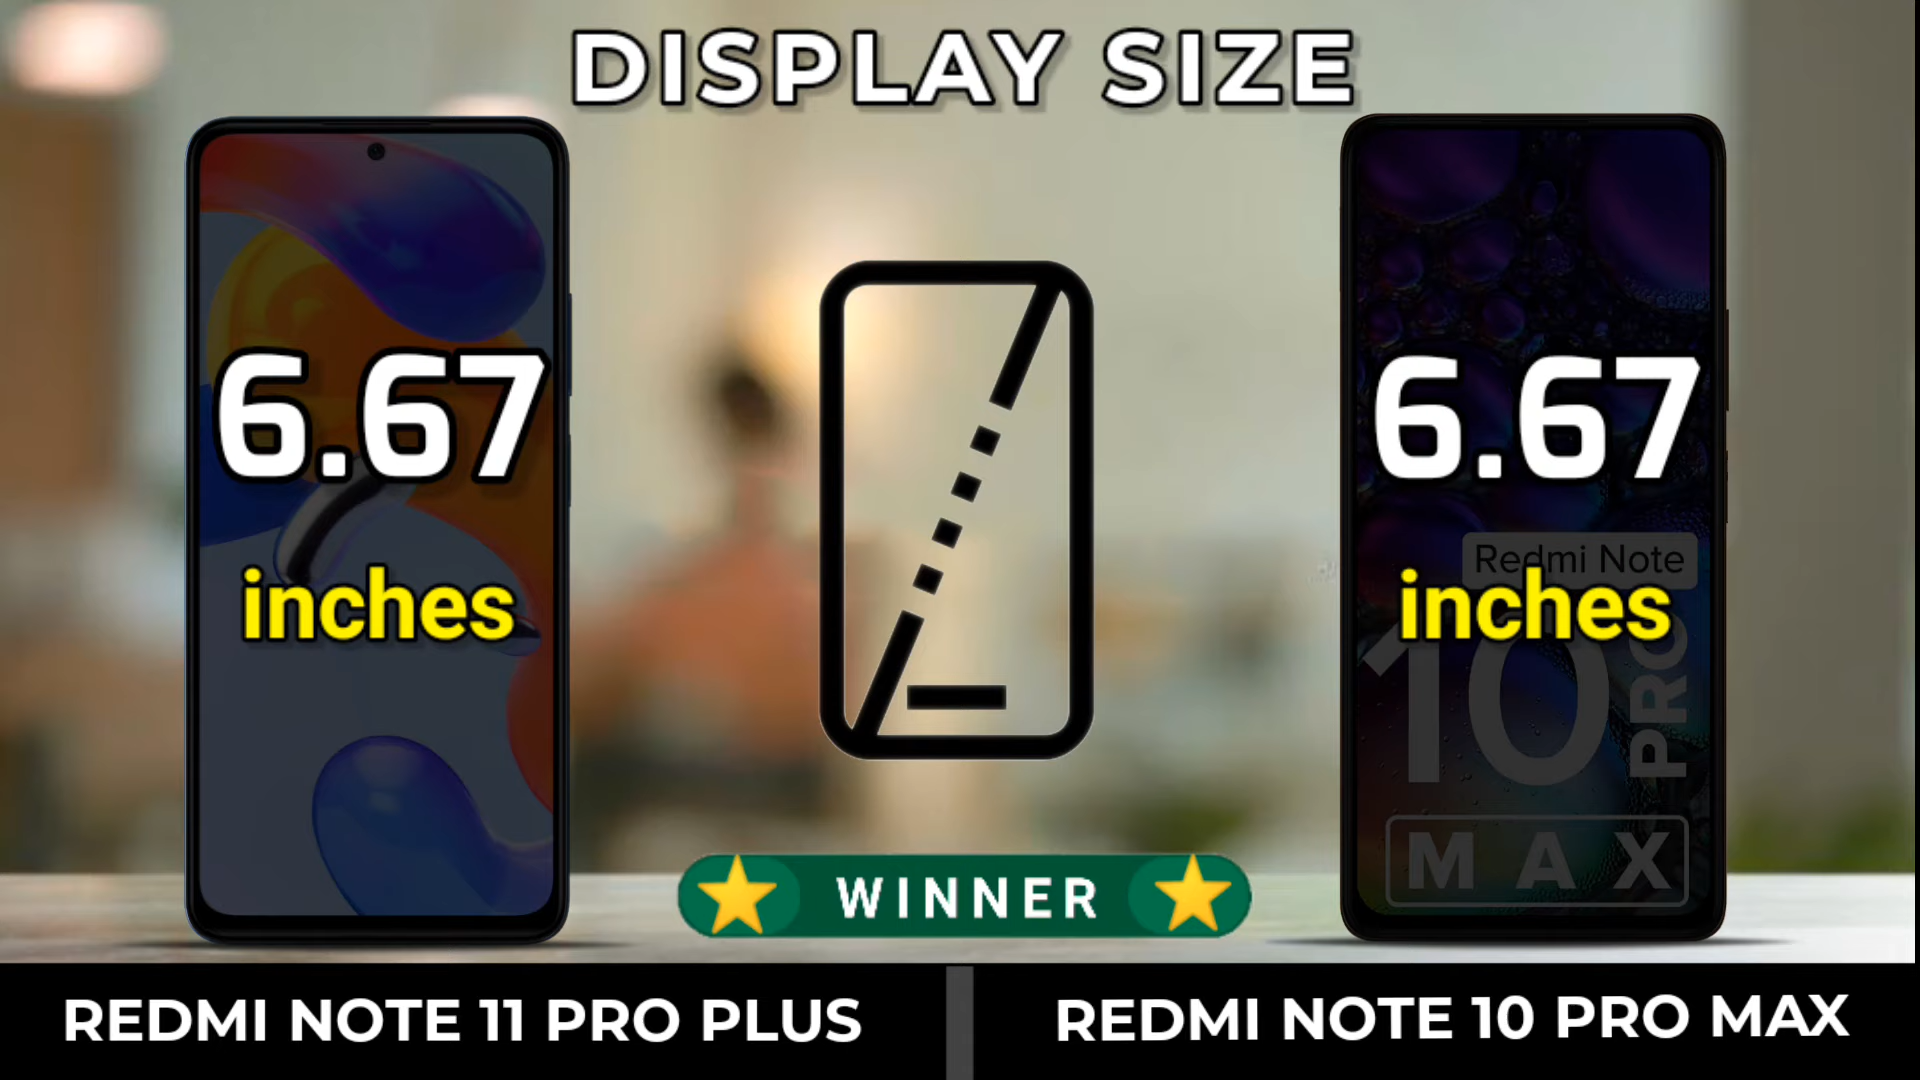 DISPLAY SIZE
6.67
inches
6.67
Redmi Note
inches
10 PRO
MAX
WINNER
REDMI NOTE 11 PRO PLUS
REDMI NOTE 10 PRO MAX